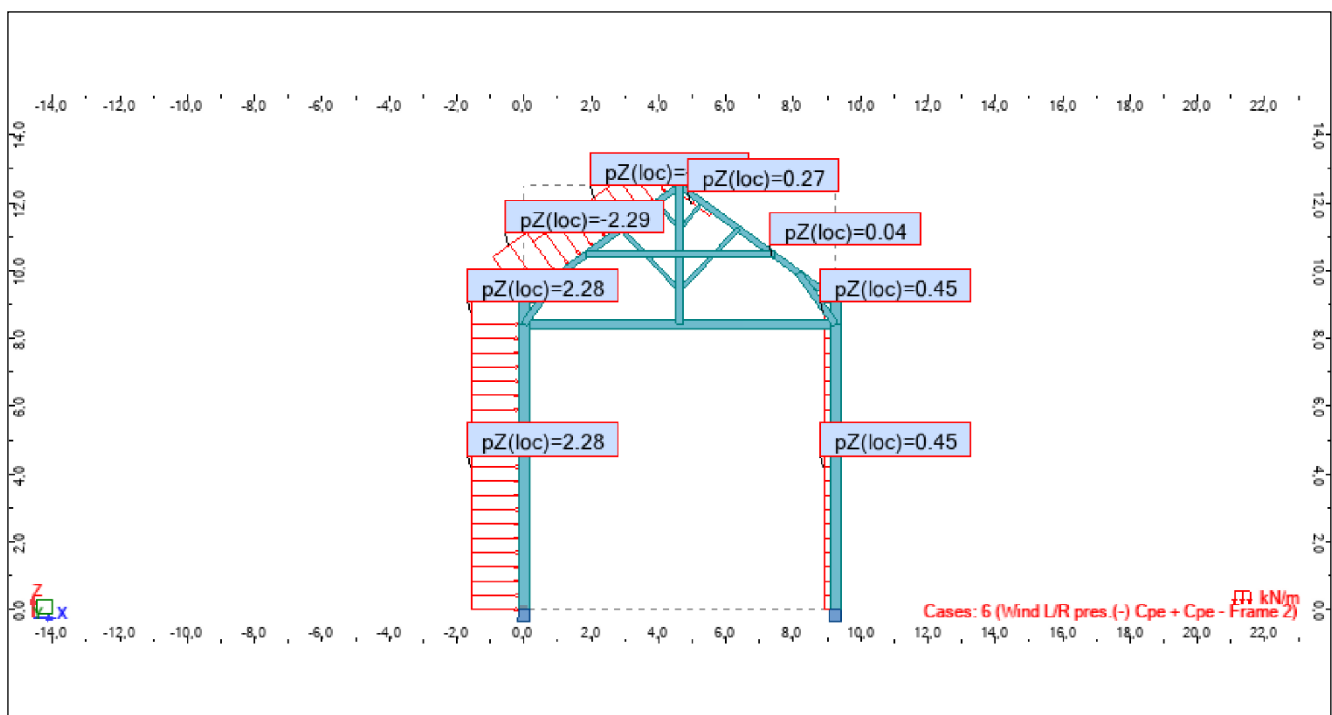 -14,0 -12,0 -10,0 -8,0 -6,0 -4,0 -2,0 0,0 2,0 4,0 6,0 8,0 10,0 12,0 14,0 16,0 18,0 20,0 22,0
14,0 14,0
pZ(loc)=
pZ(loc)=0.27
12,0 12,0
pZ(loc)=-2.29
pZ(loc)=0.04
10,0 10,0
pZ(loc)=2.28 pZ(loc)=0.45
8,0 8,0
6,0 6,0
pZ(loc)=2.28 pZ(loc)=0.45
4,0 4,0
2,0 2,0
Z
Y X
0,0 0,0
kN/m
Cases: 6 (Wind L/R pres.(-) Cpe + Cpe - Frame 2)
-14,0 -12,0 -10,0 -8,0 -6,0 -4,0 -2,0 0,0 2,0 4,0 6,0 8,0 10,0 12,0 14,0 16,0 18,0 20,0 22,0